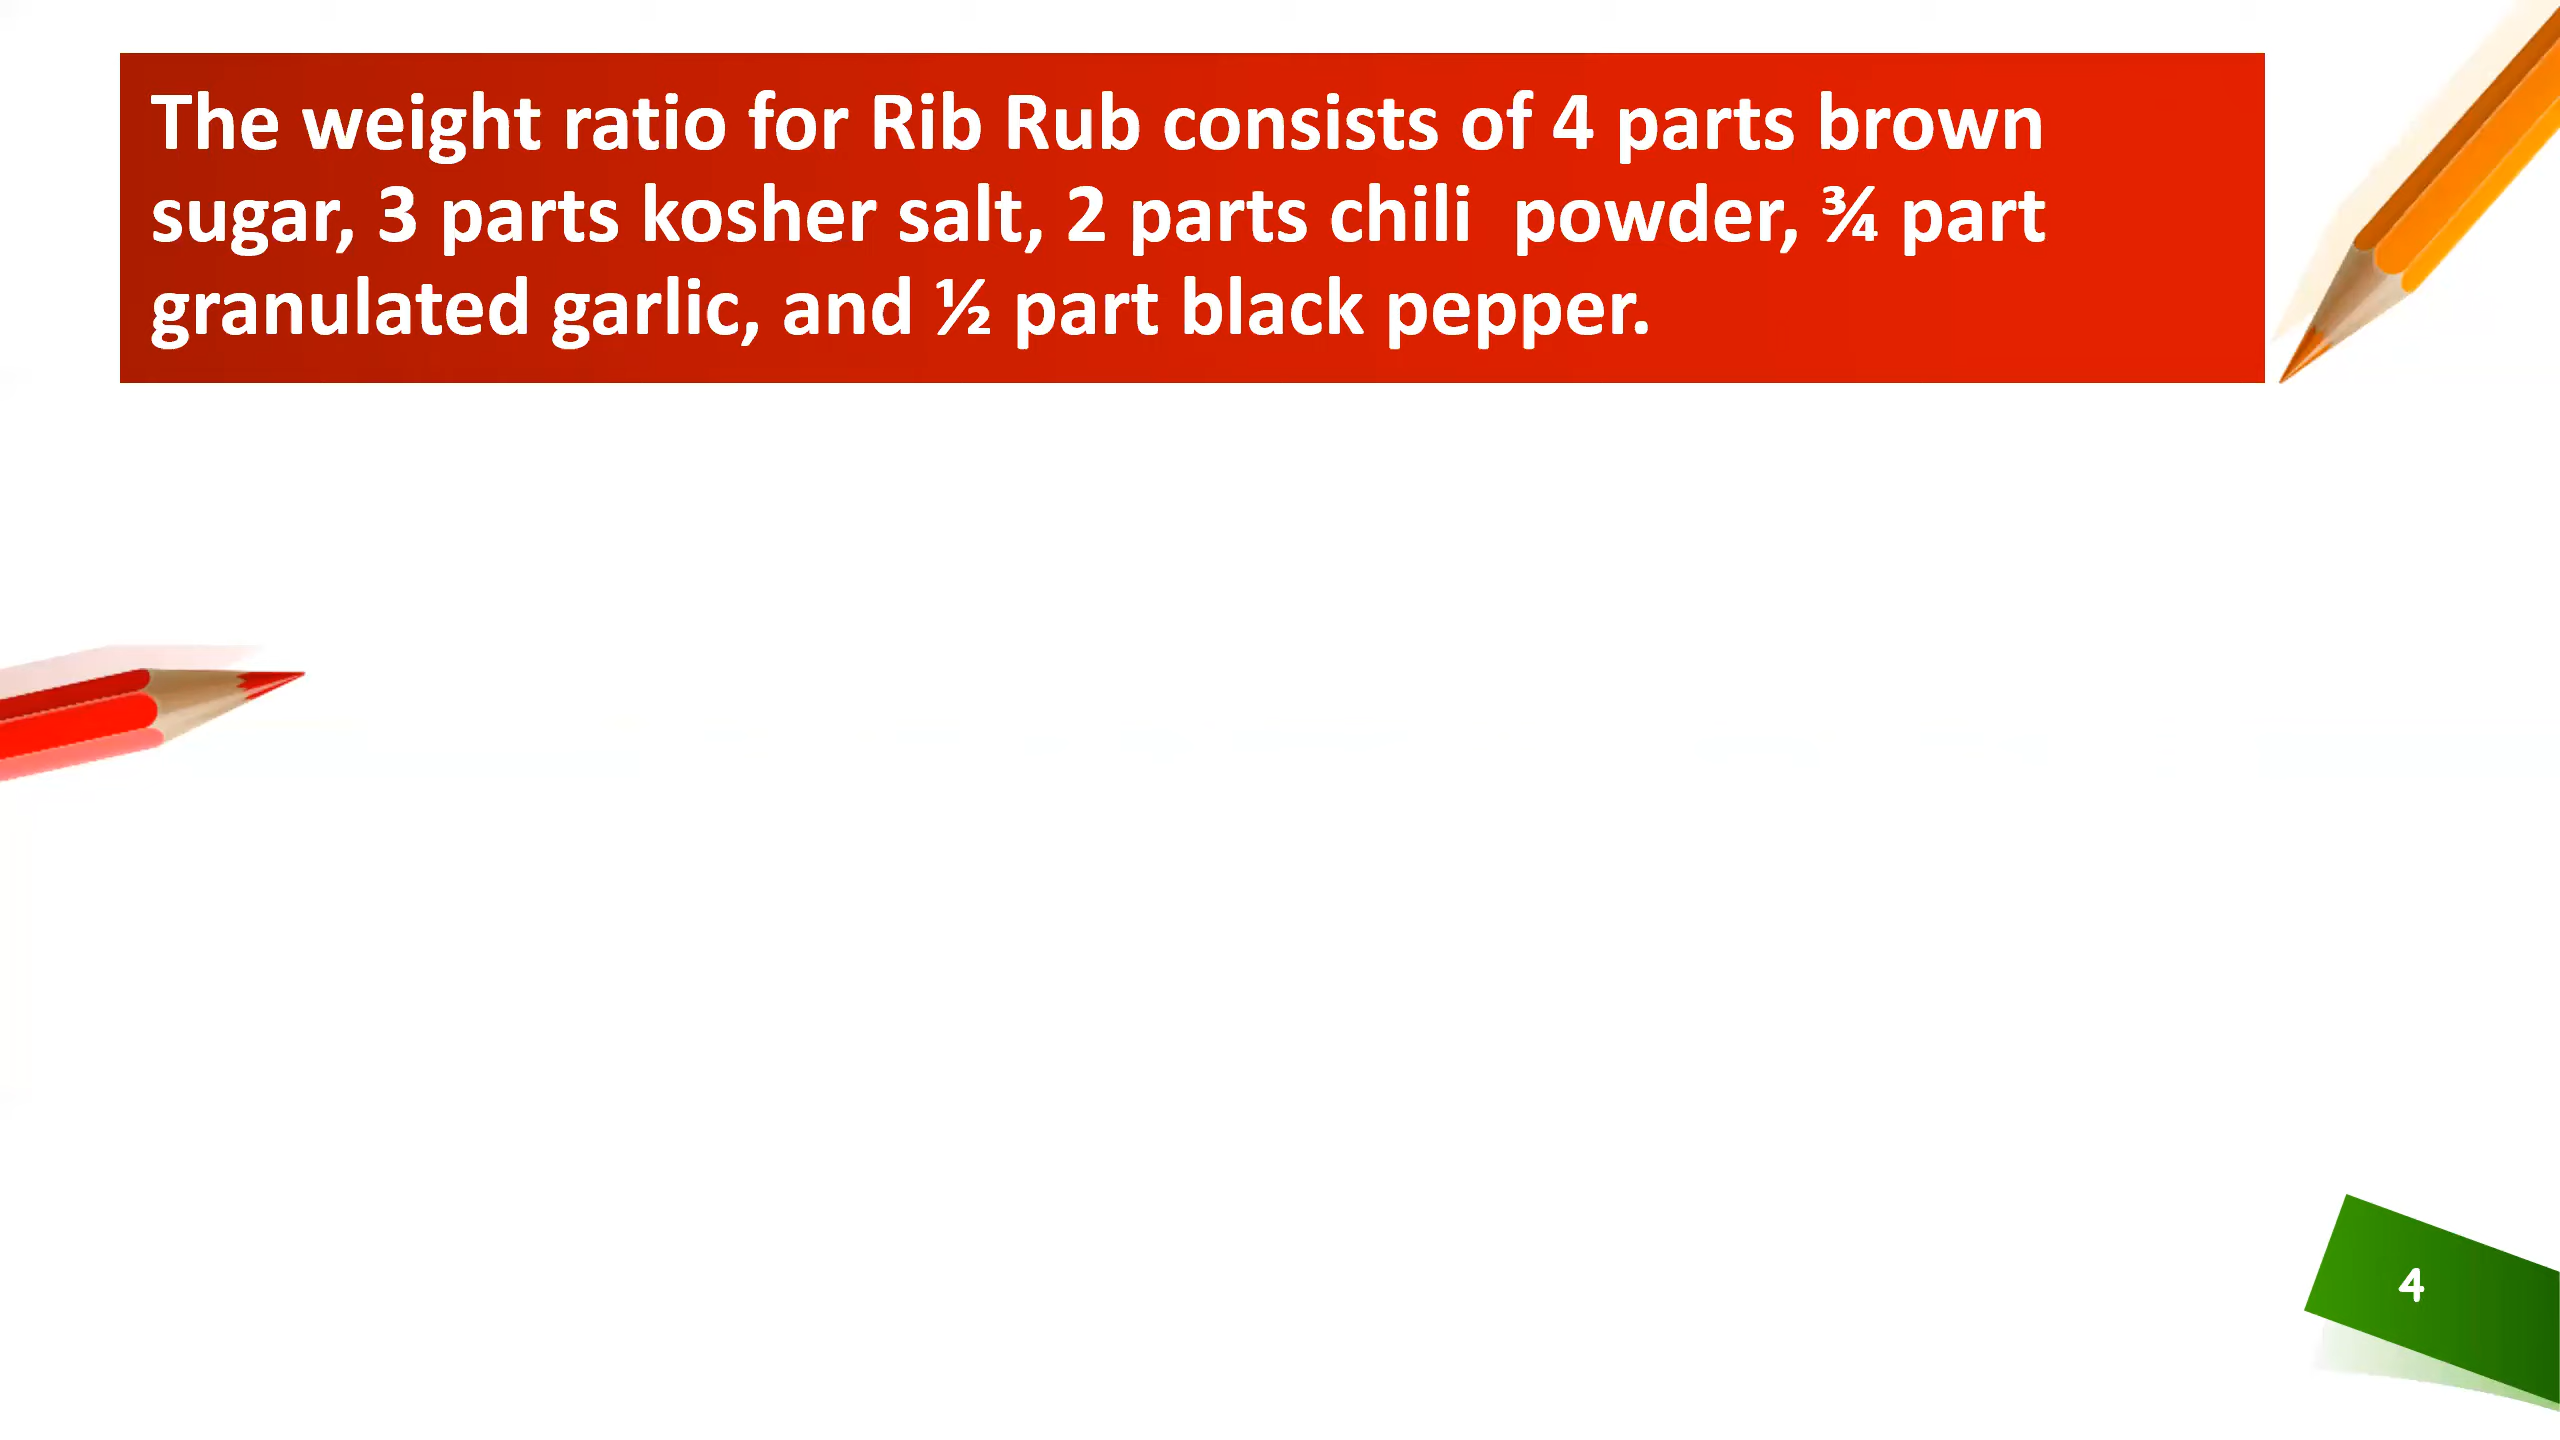 The weight ratio for Rib Rub consists of 4 parts brown
sugar, 3 parts kosher salt, 2 parts chili  powder, ¾ part
granulated garlic, and ½ part black pepper.
4